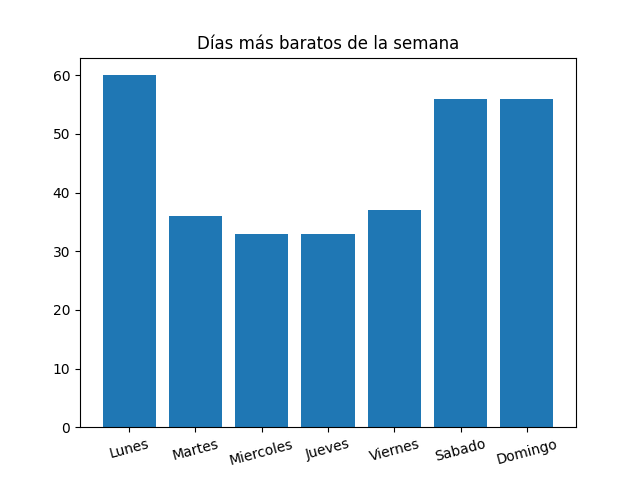 Días más baratos de la semana
60
50
40
30
20
10
0
Lunes
Martes
Miercoles
Jueves
Viernes
Sabado
Domingo